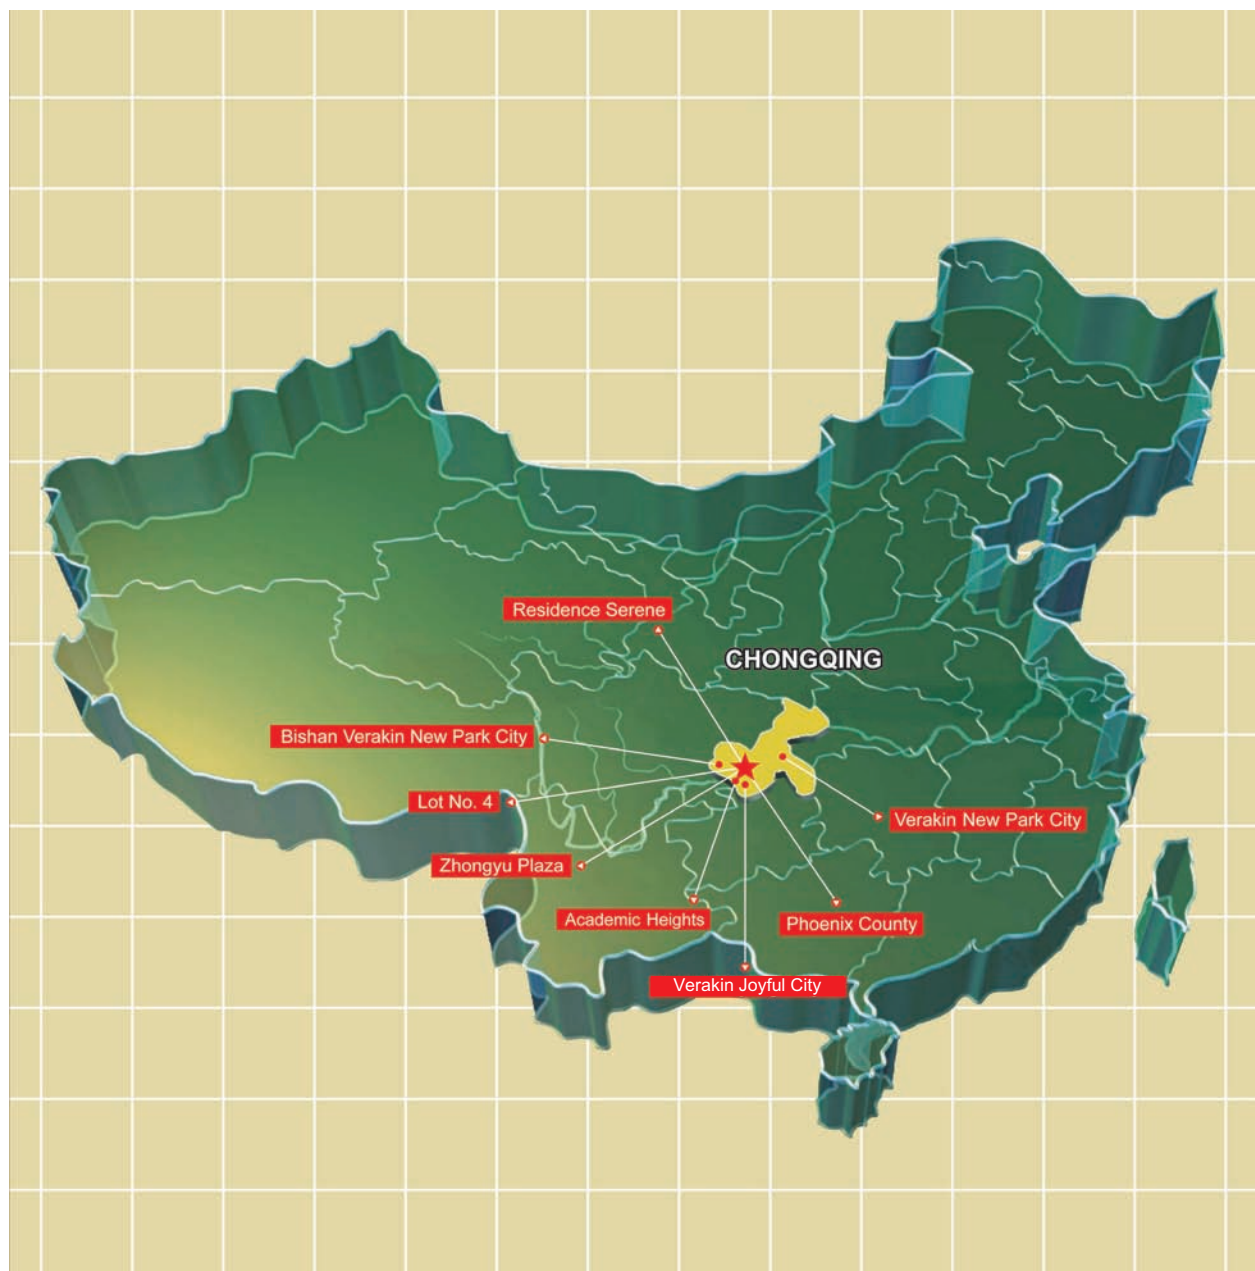 Residence Serene
CHONGQING
Bishan Verakin New Park City
Lot No. 4
Verakin New Park City
Zhongyu Plaza
Academic Heights
Phoenix County
Verakin Joyful City